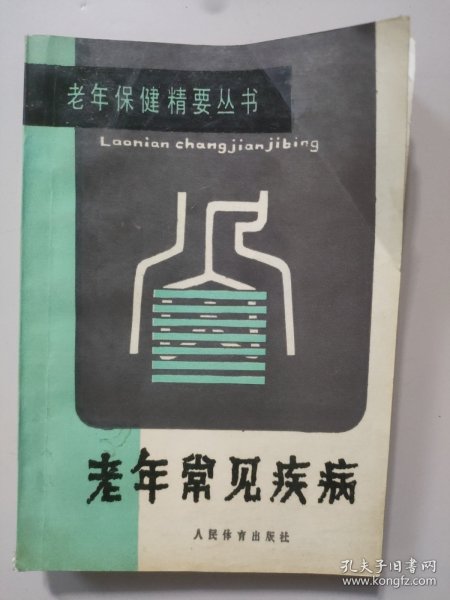 老年保健精要丛书
Laonian changjianjibing
老年常见疾病
人民体育出版社
孔夫子旧书网
www.kongfz.com